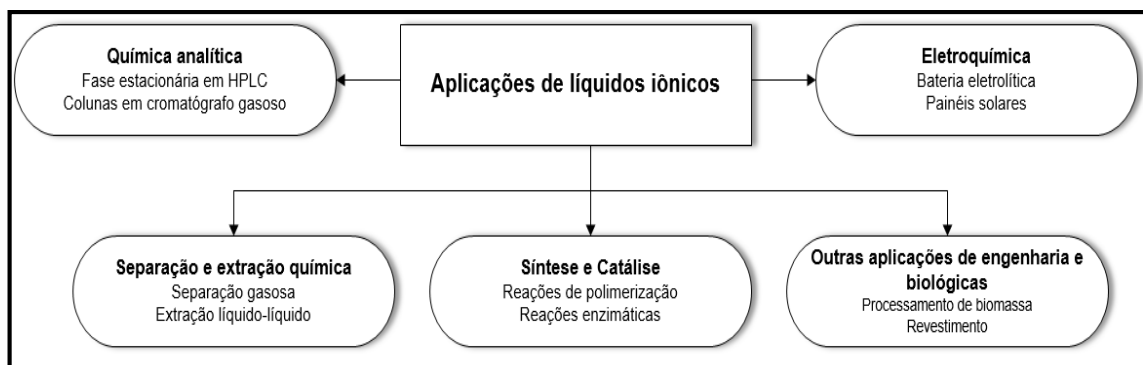 Química analítica
Fase estacionária em HPLC
Colunas em cromatógrafo gasoso
Aplicações de líquidos iônicos
Eletroquímica
Bateria eletrolítica
Painéis solares
Separação e extração química
Separação gasosa
Extração líquido-líquido
Síntese e Catálise
Reações de polimerização
Reações enzimáticas
Outras aplicações de engenharia e
biológicas
Processamento de biomassa
Revestimento